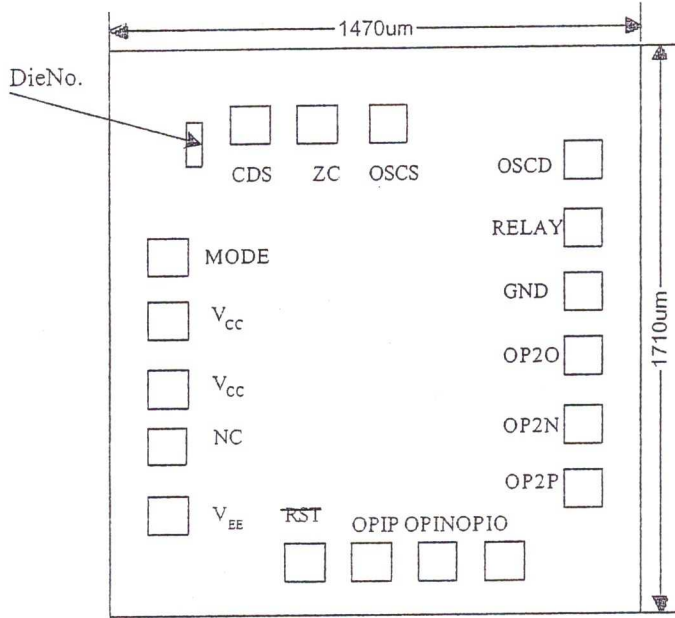 1470um
DieNo.
CDS ZC OSCS
OSCD
RELAY
MODE
GND
1710um
VCC
OP2O
VCC
OP2N
NC
OP2P
VEE
RST
OPIP OPINOPIO